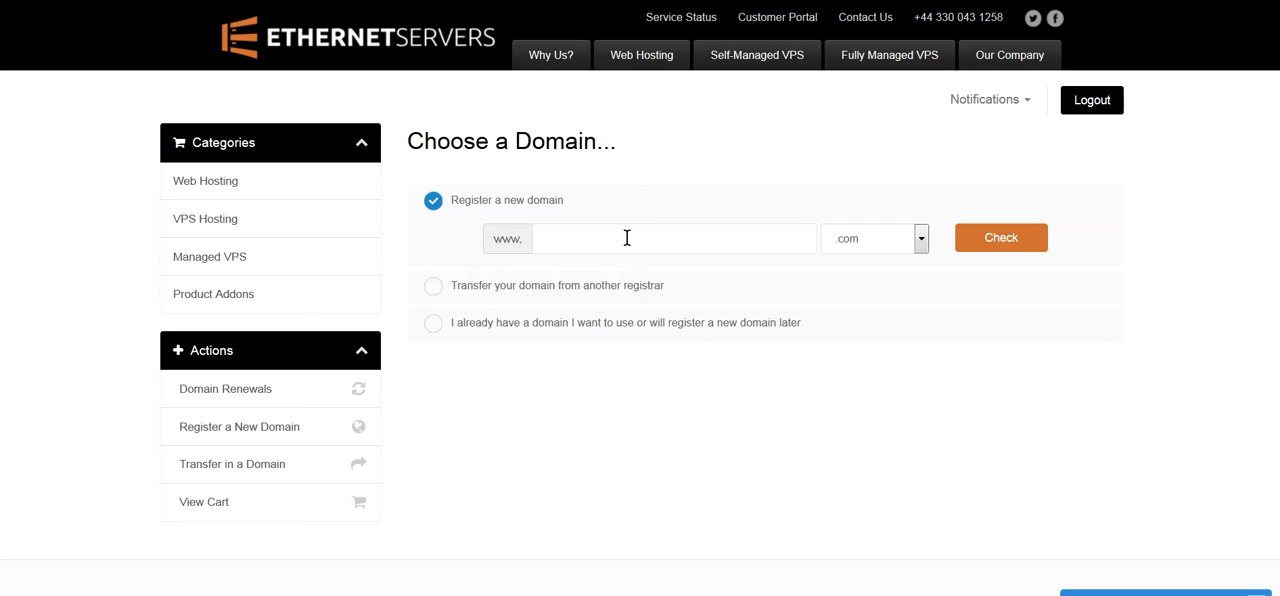 Service Status Customer Portal Contact Us +44 330 043 1258
ETHERNETSERVERS
Why Us? Web Hosting Self-Managed VPS Fully Managed VPS Our Company
Notifications Logout
Categories
Web Hosting
VPS Hosting
Managed VPS
Product Addons
Actions
Domain Renewals
Register a New Domain
Transfer in a Domain
View Cart
Choose a Domain...
Register a new domain
www. .com Check
Transfer your domain from another registrar
I already have a domain I want to use or will register a new domain later